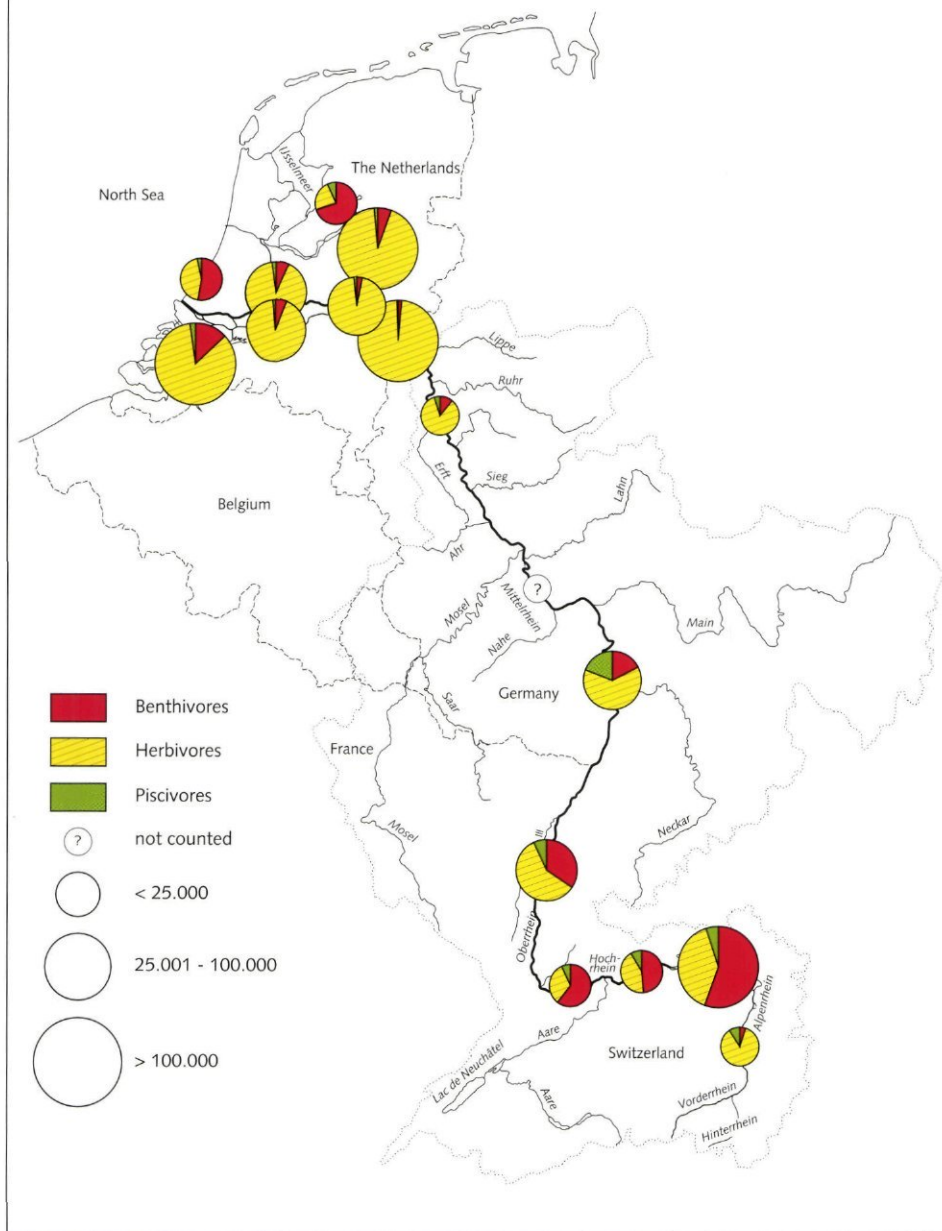 IJsselmeer
The Netherlands
North Sea
Lippe
Ruhr
Erft
Sieg
Lahn
Belgium
Ahr
?
Mosel
Mittelrhein
Main
Nahe
Germany
Saar
France
Mosel
Neckar
Ill
Oberrhein
Hoch-
rhein
Alpenrhein
Aare
Switzerland
Lac de Neuchâtel
Aare
Vorderrhein
Hinterrhein
Benthivores
Herbivores
Piscivores
?
not counted
< 25.000
25.001 - 100.000
> 100.000